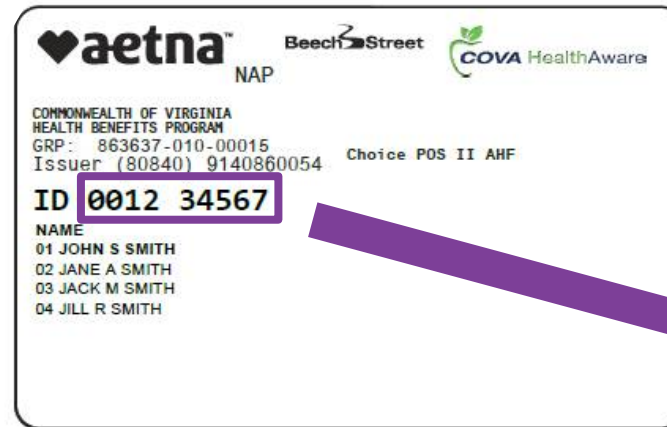 aetna™
BeechStreet
COVA HealthAware
NAP
COMMONWEALTH OF VIRGINIA
HEALTH BENEFITS PROGRAM
GRP: 863637-010-00015
Issuer (80840) 9140860054
Choice POS II AHF
ID 0012 34567
NAME
01 JOHN S SMITH
02 JANE A SMITH
03 JACK M SMITH
04 JILL R SMITH